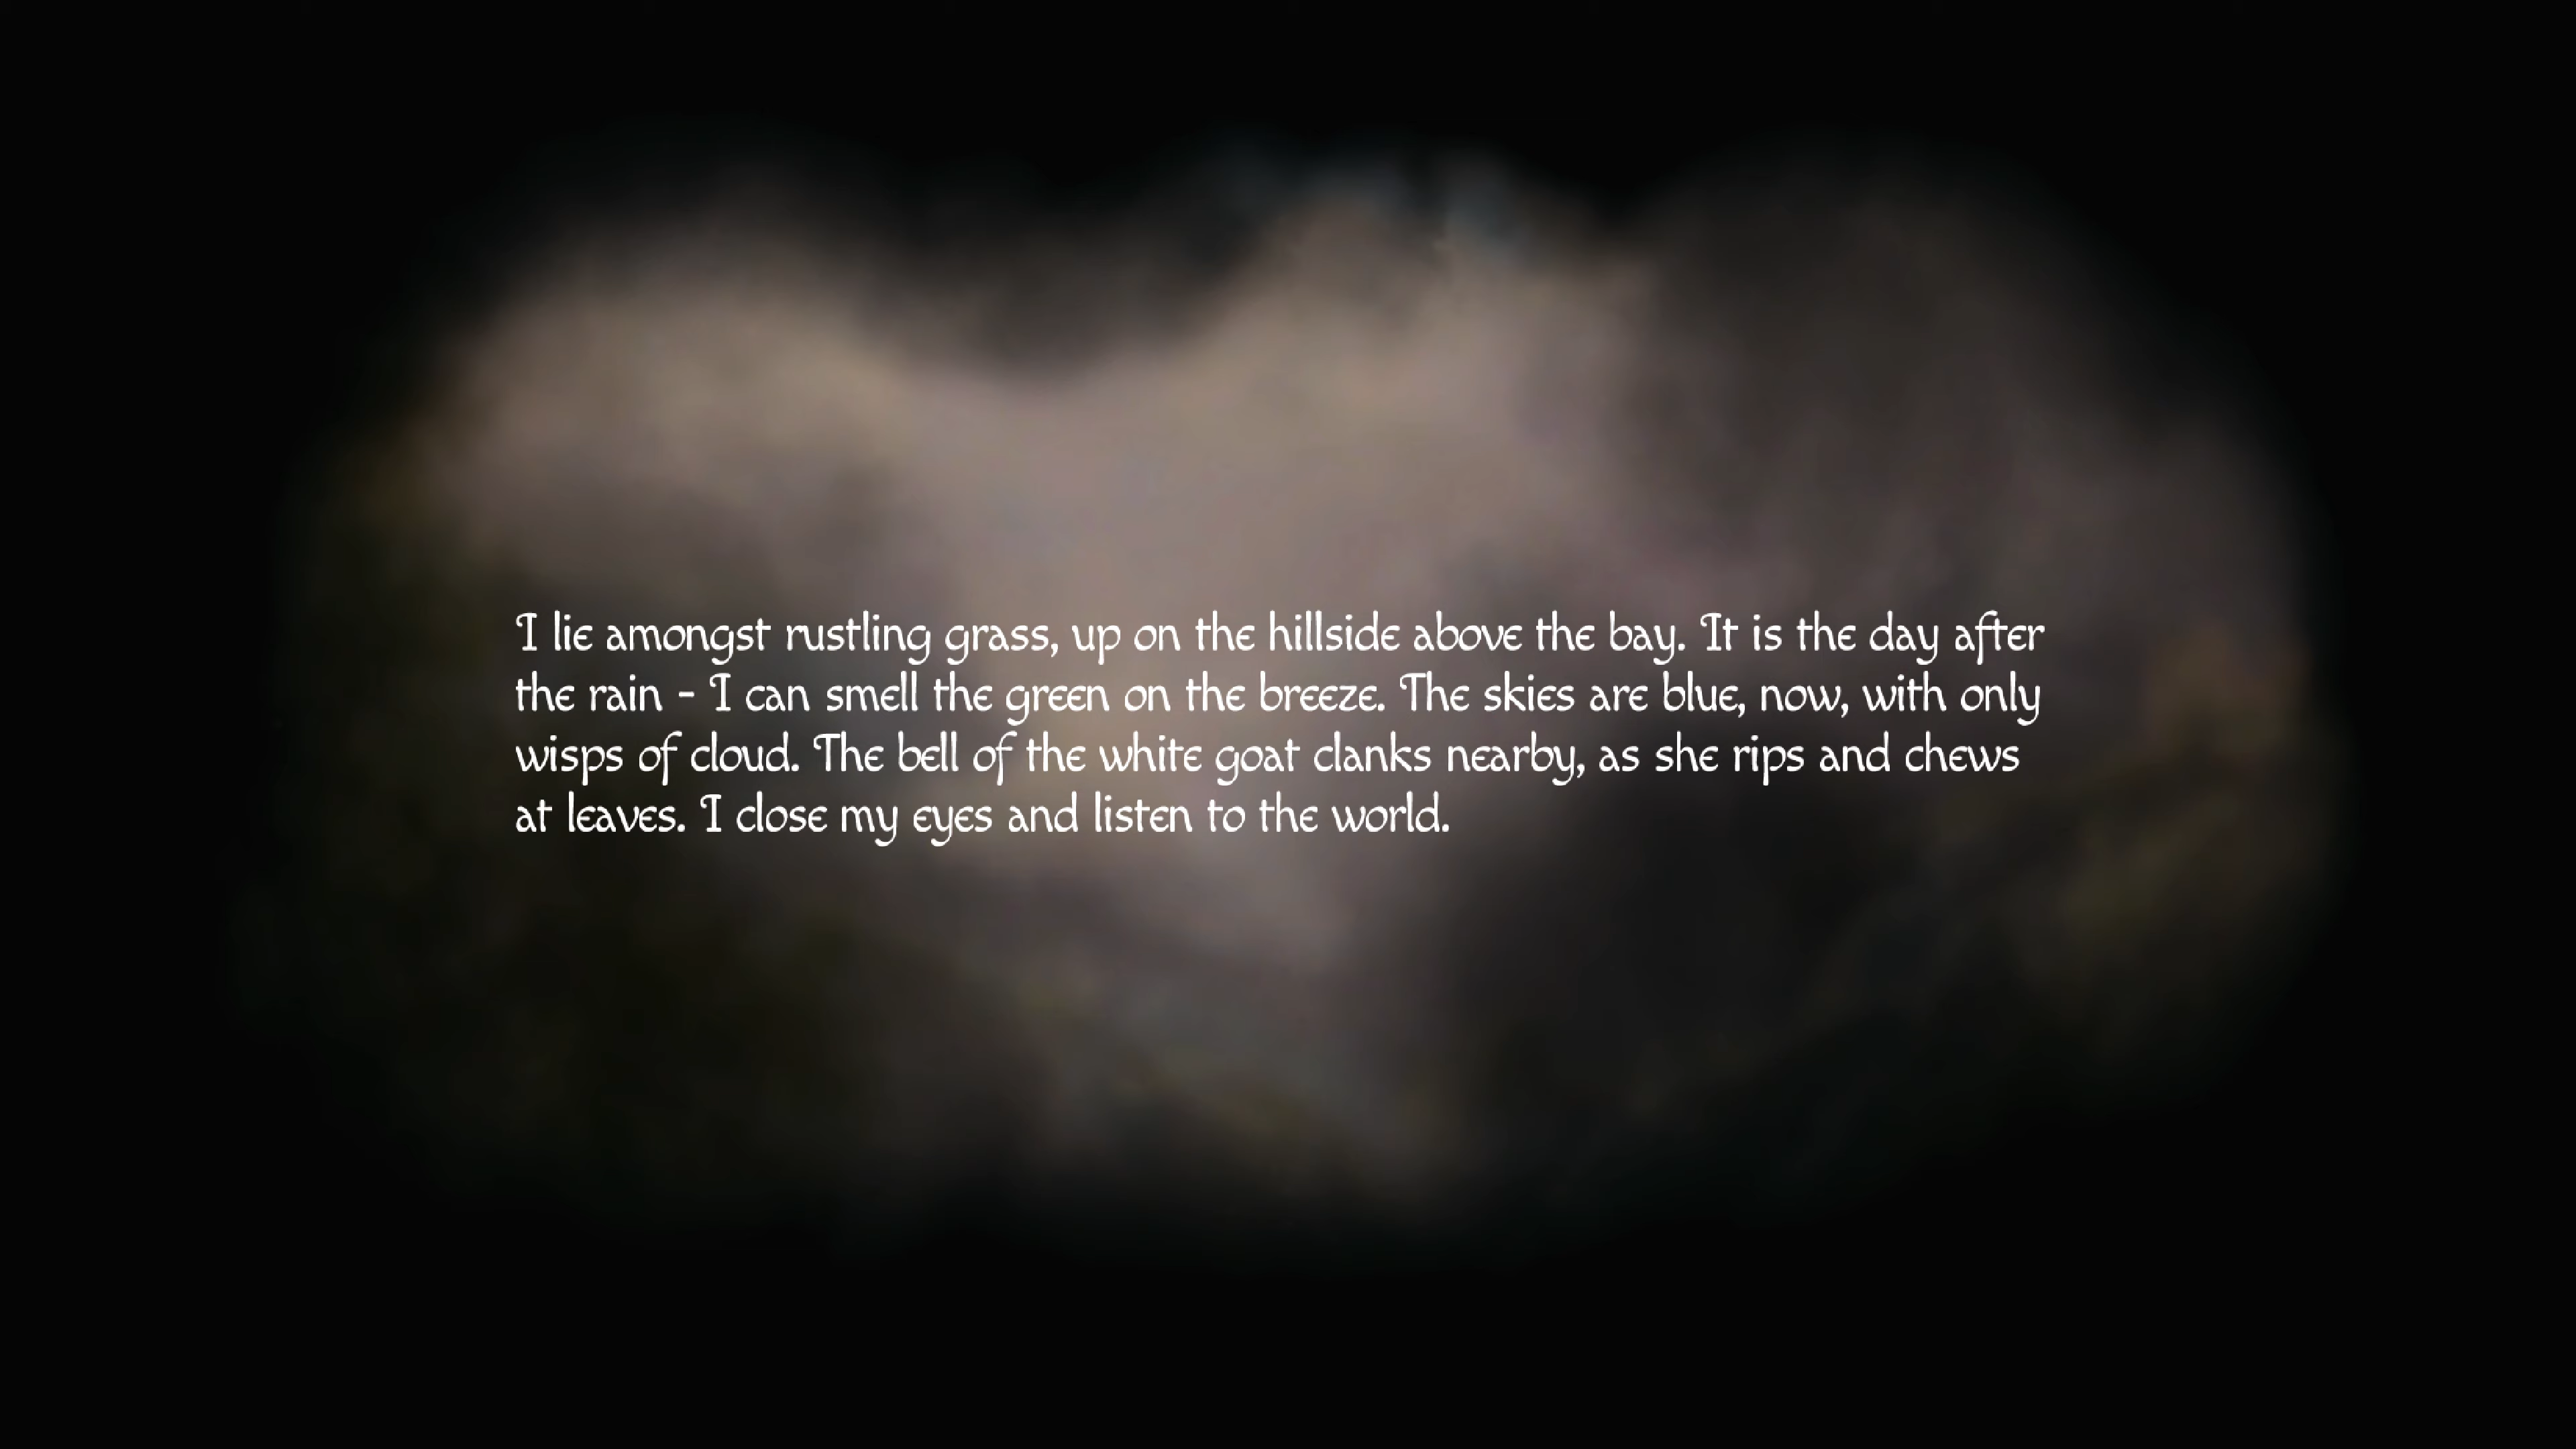 I lie amongst rustling grass, up on the hillside above the bay. It is the day after
the rain - I can smell the green on the breeze. The skies are blue, now, with only
wisps of cloud. The bell of the white goat clanks nearby, as she rips and chews
at leaves. I close my eyes and listen to the world.